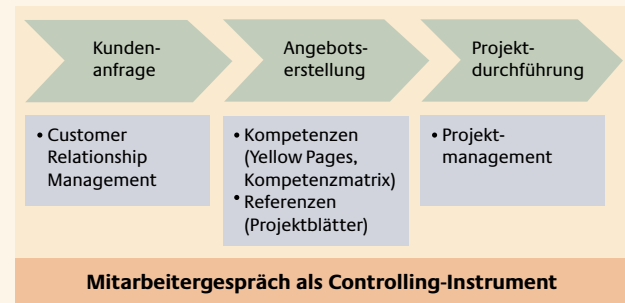 Kunden-
anfrage
Angebots-
erstellung
Projekt-
durchführung
• Customer
Relationship
Management
• Kompetenzen
(Yellow Pages,
Kompetenzmatrix)
• Referenzen
(Projektblätter)
• Projekt-
management
Mitarbeitergespräch als Controlling-Instrument